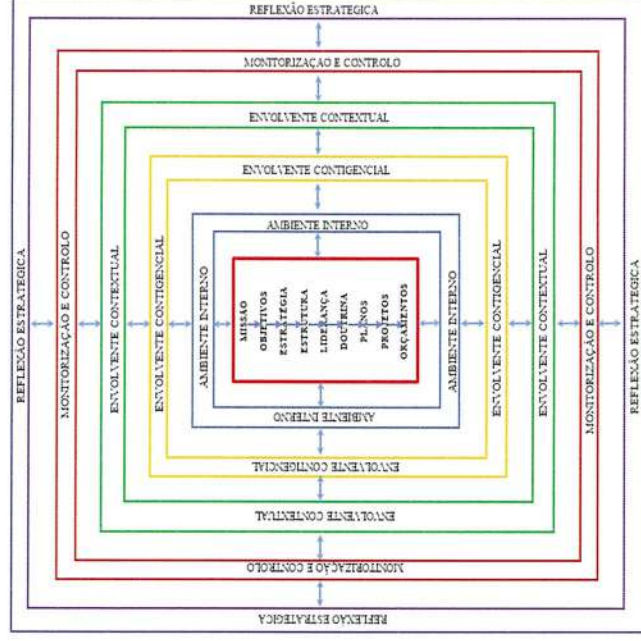 REFLEXÃO ESTRATEGICA
MONITORIZAÇÃO E CONTROLO
ENVOLVENTE CONTEXTUAL
ENVOLVENTE CONTIGENCIAL
AMBIENTE INTERNO
REFLEXÃO ESTRATEGICA
MONITORIZAÇÃO E CONTROLO
ENVOLVENTE CONTEXTUAL
ENVOLVENTE CONTIGENCIAL
AMBIENTE INTERNO
MISSÃO
OBJETIVOS
ESTRATÉGIA
ESTRUTURA
LIDERANÇA
DOUTRINA
PLENOS
PROJETOS
ORÇAMENTOS
AMBIENTE INTERNO
ENVOLVENTE CONTIGENCIAL
ENVOLVENTE CONTEXTUAL
MONITORIZAÇÃO E CONTROLO
REFLEXÃO ESTRATEGICA
AMBIENTE INTERNO
ENVOLVENTE CONTIGENCIAL
ENVOLVENTE CONTEXTUAL
MONITORIZAÇÃO E CONTROLO
REFLEXÃO ESTRATEGICA